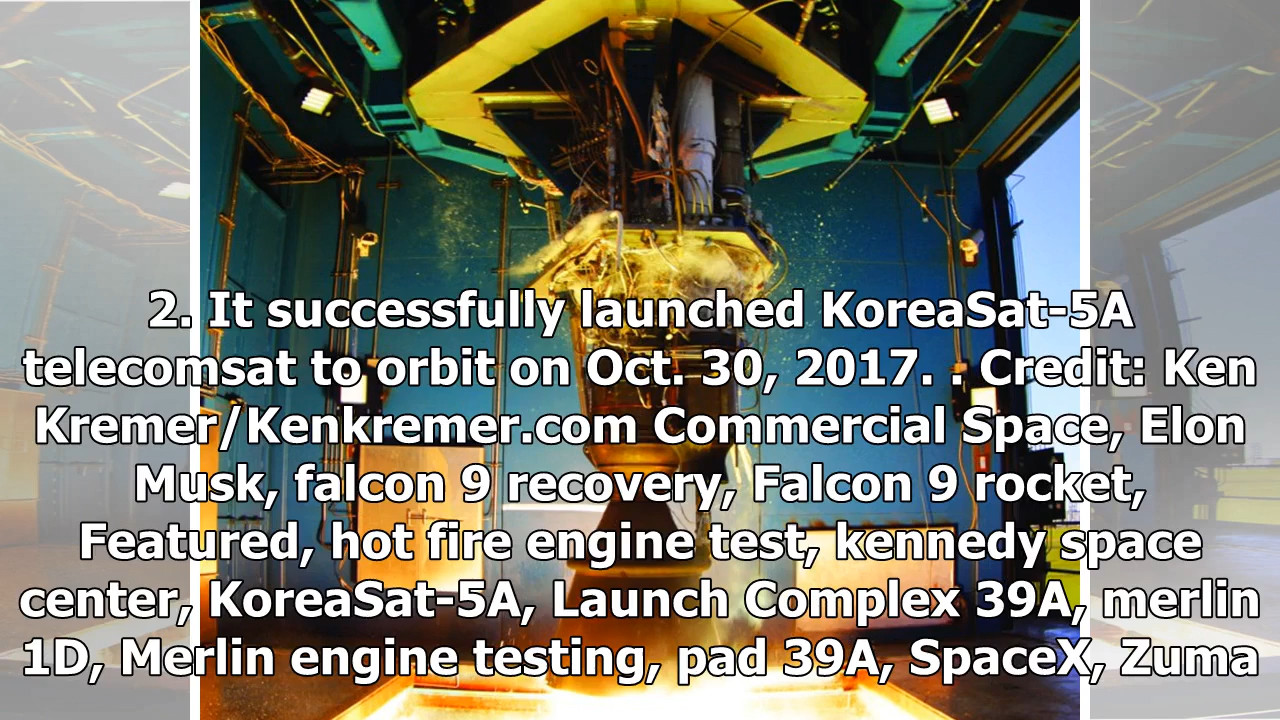 2. It successfully launched KoreaSat-5A
telecomsat to orbit on Oct. 30, 2017. . Credit: Ken
Kremer/Kenkremer.com Commercial Space, Elon
Musk, falcon 9 recovery, Falcon 9 rocket,
Featured, hot fire engine test, kennedy space
center, KoreaSat-5A, Launch Complex 39A, merlin
1D, Merlin engine testing, pad 39A, SpaceX, Zuma